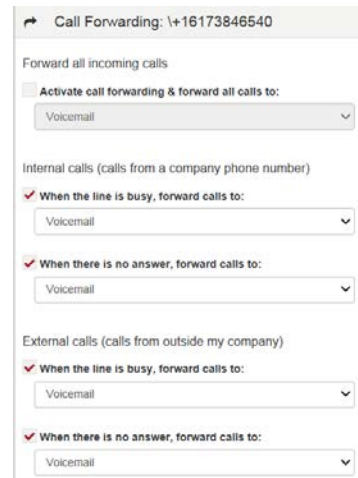 Call Forwarding: \+16173846540
Forward all incoming calls
Activate call forwarding & forward all calls to:
Voicemail
Internal calls (calls from a company phone number)
When the line is busy, forward calls to:
Voicemail
When there is no answer, forward calls to:
Voicemail
External calls (calls from outside my company)
When the line is busy, forward calls to:
Voicemail
When there is no answer, forward calls to:
Voicemail